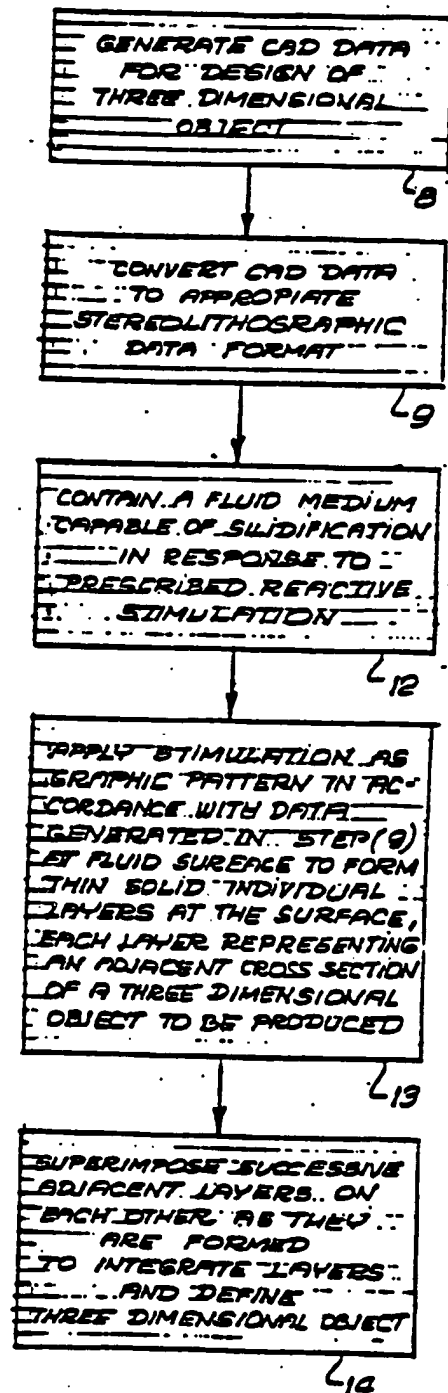 GENERATE CAD DATA
FOR DESIGN OF
THREE DIMENSIONAL
OBJECT
8
CONVERT CAD DATA
TO APPROPIATE
STEREOLITHOGRAPHIC
DATA FORMAT
9
CONTAIN A FLUID MEDIUM
CAPABLE OF SILIDIFICATION
IN RESPONSE TO
PRESCRIBED REACTIVE
STIMULATION
12
APPLY STIMULATION AS
GRAPHIC PATTERN IN AC-
CORDANCE WITH DATA
GENERATED IN STEP (9)
AT FLUID SUREACE TO FORM
THIN SOLID INDIVIDUAL
LAYERS AT THE SURFACE,
EACH LAYER REPRESENTING
AN ADJACENT CROSS SECTION
OF A THREE DIMENSIONAL
OBJECT TO BE PRODUCED
13
SUPERIMPOSE SUCCESSIVE
ADJACENT LAYERS ON
EACH OTHER AS THEY
ARE FORMED
TO INTEGRATE LAYERS
AND DEFINE
THREE DIMENSIONAL OBJECT